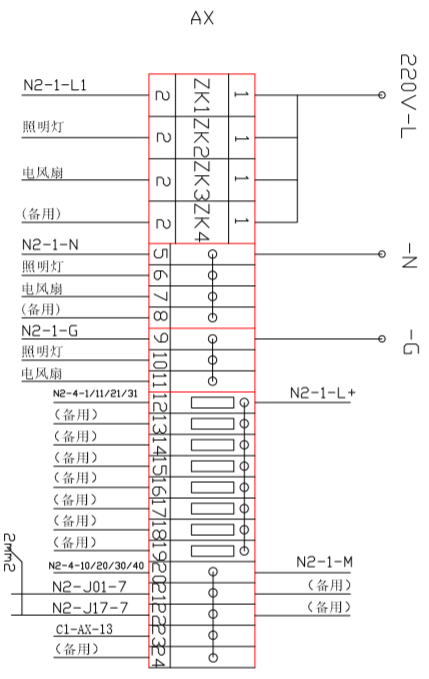 AX
220V-L
N2-1-L1 2 ZK1 1
照明灯 2 ZK2 1
电风扇 2 ZK3 1
(备用) 2 ZK4 1
N2-1-N 5 -N
照明灯 6
电风扇 7
(备用) 8
N2-1-G 9 -G
照明灯 10
电风扇 11
N2-4-1/11/21/31 12 N2-1-L+
(备用) 13
(备用) 14
(备用) 15
(备用) 16
(备用) 17
(备用) 18
(备用) 19
N2-4-10/20/30/40 20 N2-1-M
N2-J01-7 21 (备用)
N2-J17-7 22 (备用)
C1-AX-13 23
(备用) 24
2mm2